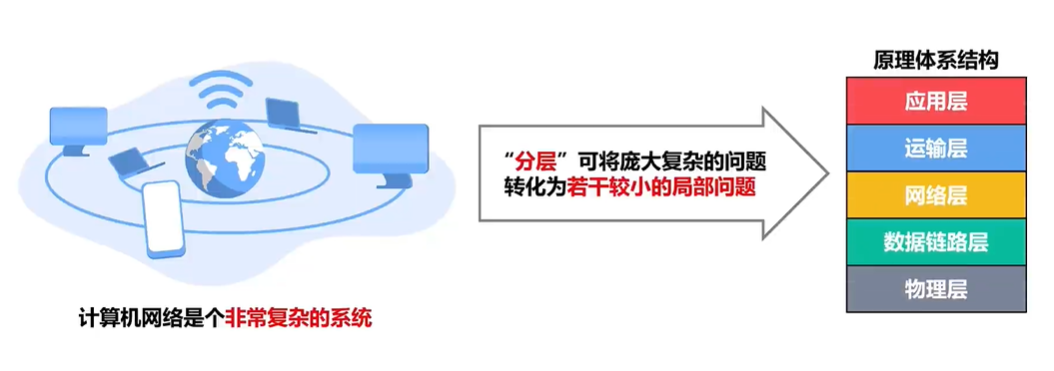 计算机网络是个非常复杂的系统
“分层”可将庞大复杂的问题
转化为若干较小的局部问题
原理体系结构
应用层
运输层
网络层
数据链路层
物理层